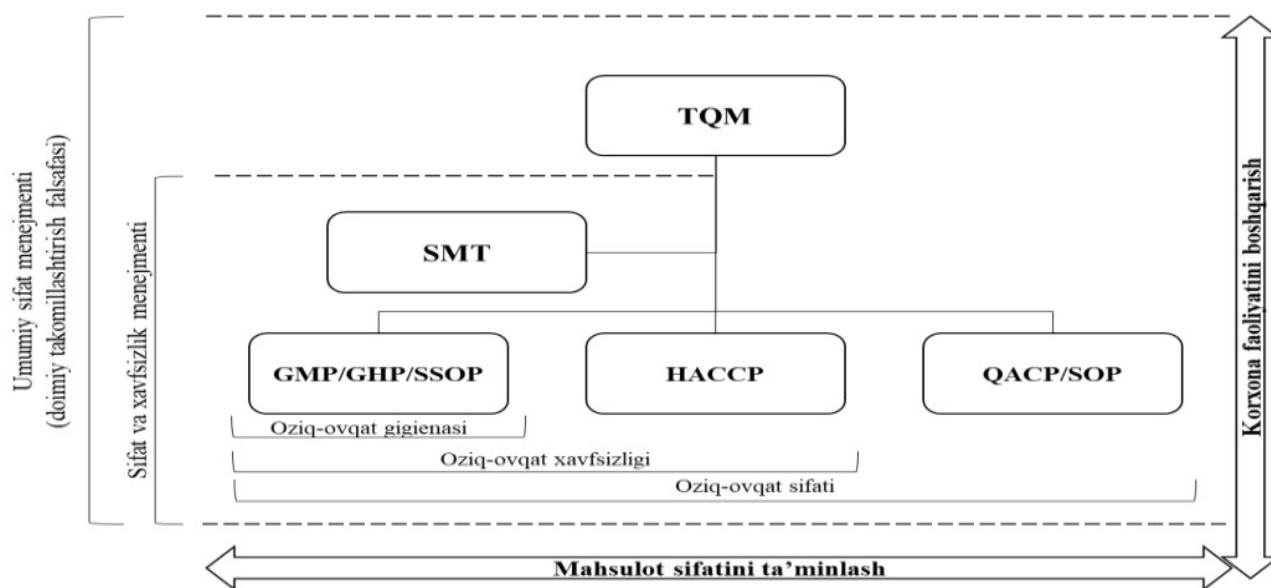 Umumiy sifat menejmenti
(doimiy takomillashtirish falsafasi)
Sifat va xavfsizlik menejmenti
TQM
SMT
GMP/GHP/SSOP
HACCP
QACP/SOP
Oziq-ovqat gigienasi
Oziq-ovqat xavfsizligi
Oziq-ovqat sifati
Korxona faoliyatini boshqarish
Mahsulot sifatini ta’minlash